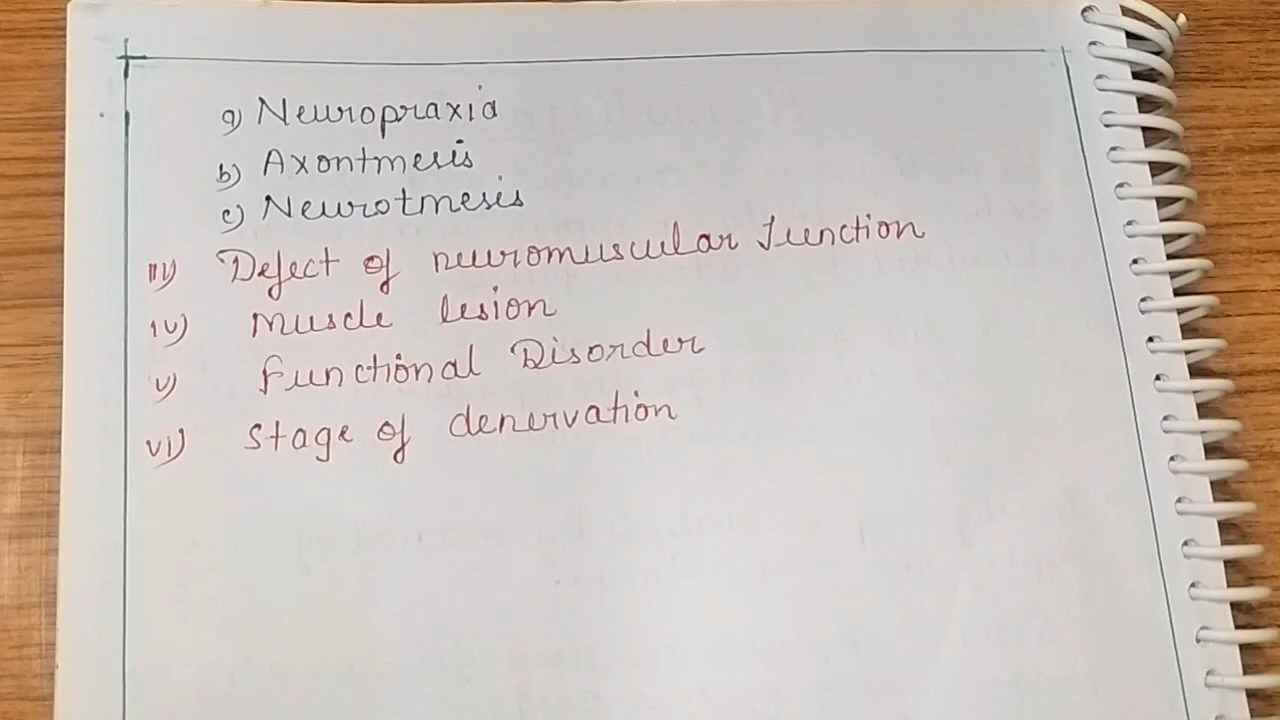 a) Neuropraxia
b) Axontmesis
c) Neurotmesis
III) Defect of neuromuscular Junction
IV) Muscle lesion
V) Functional Disorder
VI) Stage of denervation